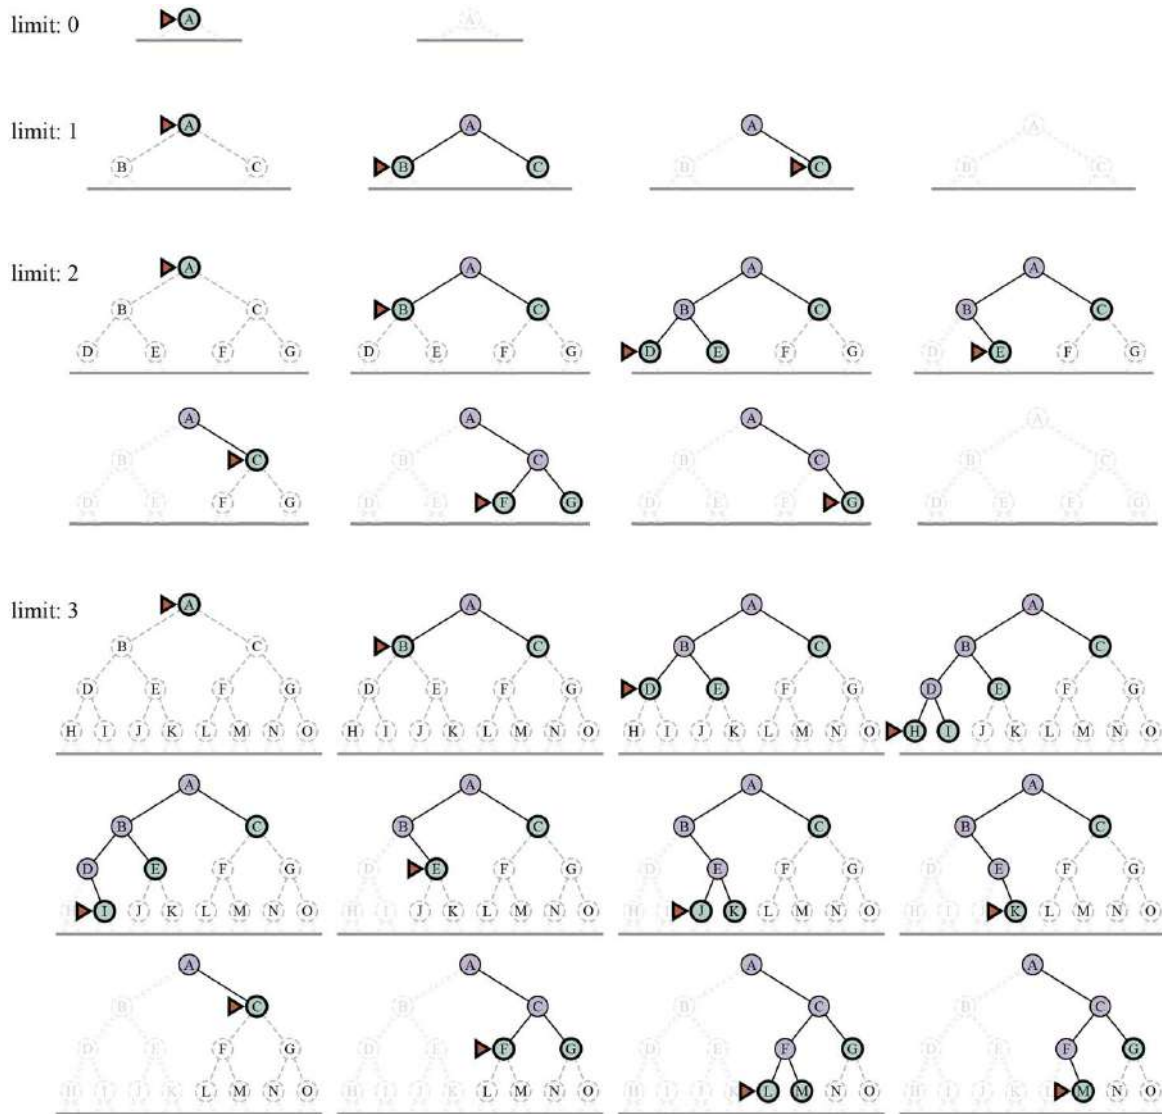 limit: 0 A A
limit: 1 A A A A
B C B C B C B C
limit: 2 A A A A
B C B C B C B C
D E F G D E F G D E F G D E F G
A A A A
B C B C B C B C
D E F G D E F G D E F G D E F G
limit: 3 A A A A
B C B C B C B C
D E F G D E F G D E F G D E F G
H I J K L M N O H I J K L M N O H I J K L M N O H I J K L M N O
A A A A
B C B C B C B C
D E F G D E F G D E F G D E F G
I J K L M N O H I J K L M N O H J K L M N O H I J K L M N O
A A A A
B C B C B C B C
D E F G D E F G D E F G D E F G
H I J K L M N O H I J K L M N O H I J K L M N O H I J K M N O